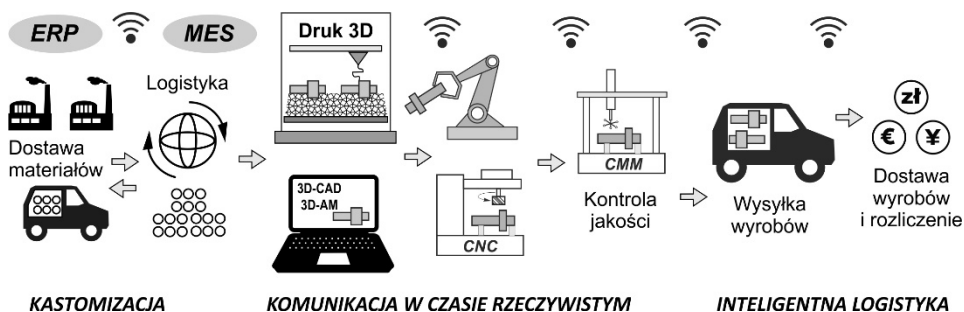 ERP
MES
Druk 3D
Logistyka
Dostawa
materiałów
3D-CAD
3D-AM
CNC
CMM
Kontrola
jakości
Wysyłka
wyrobów
zł
€
¥
Dostawa
wyrobów
i rozliczenie
KASTOMIZACJA
KOMUNIKACJA W CZASIE RZECZYWISTYM
INTELIGENTNA LOGISTYKA